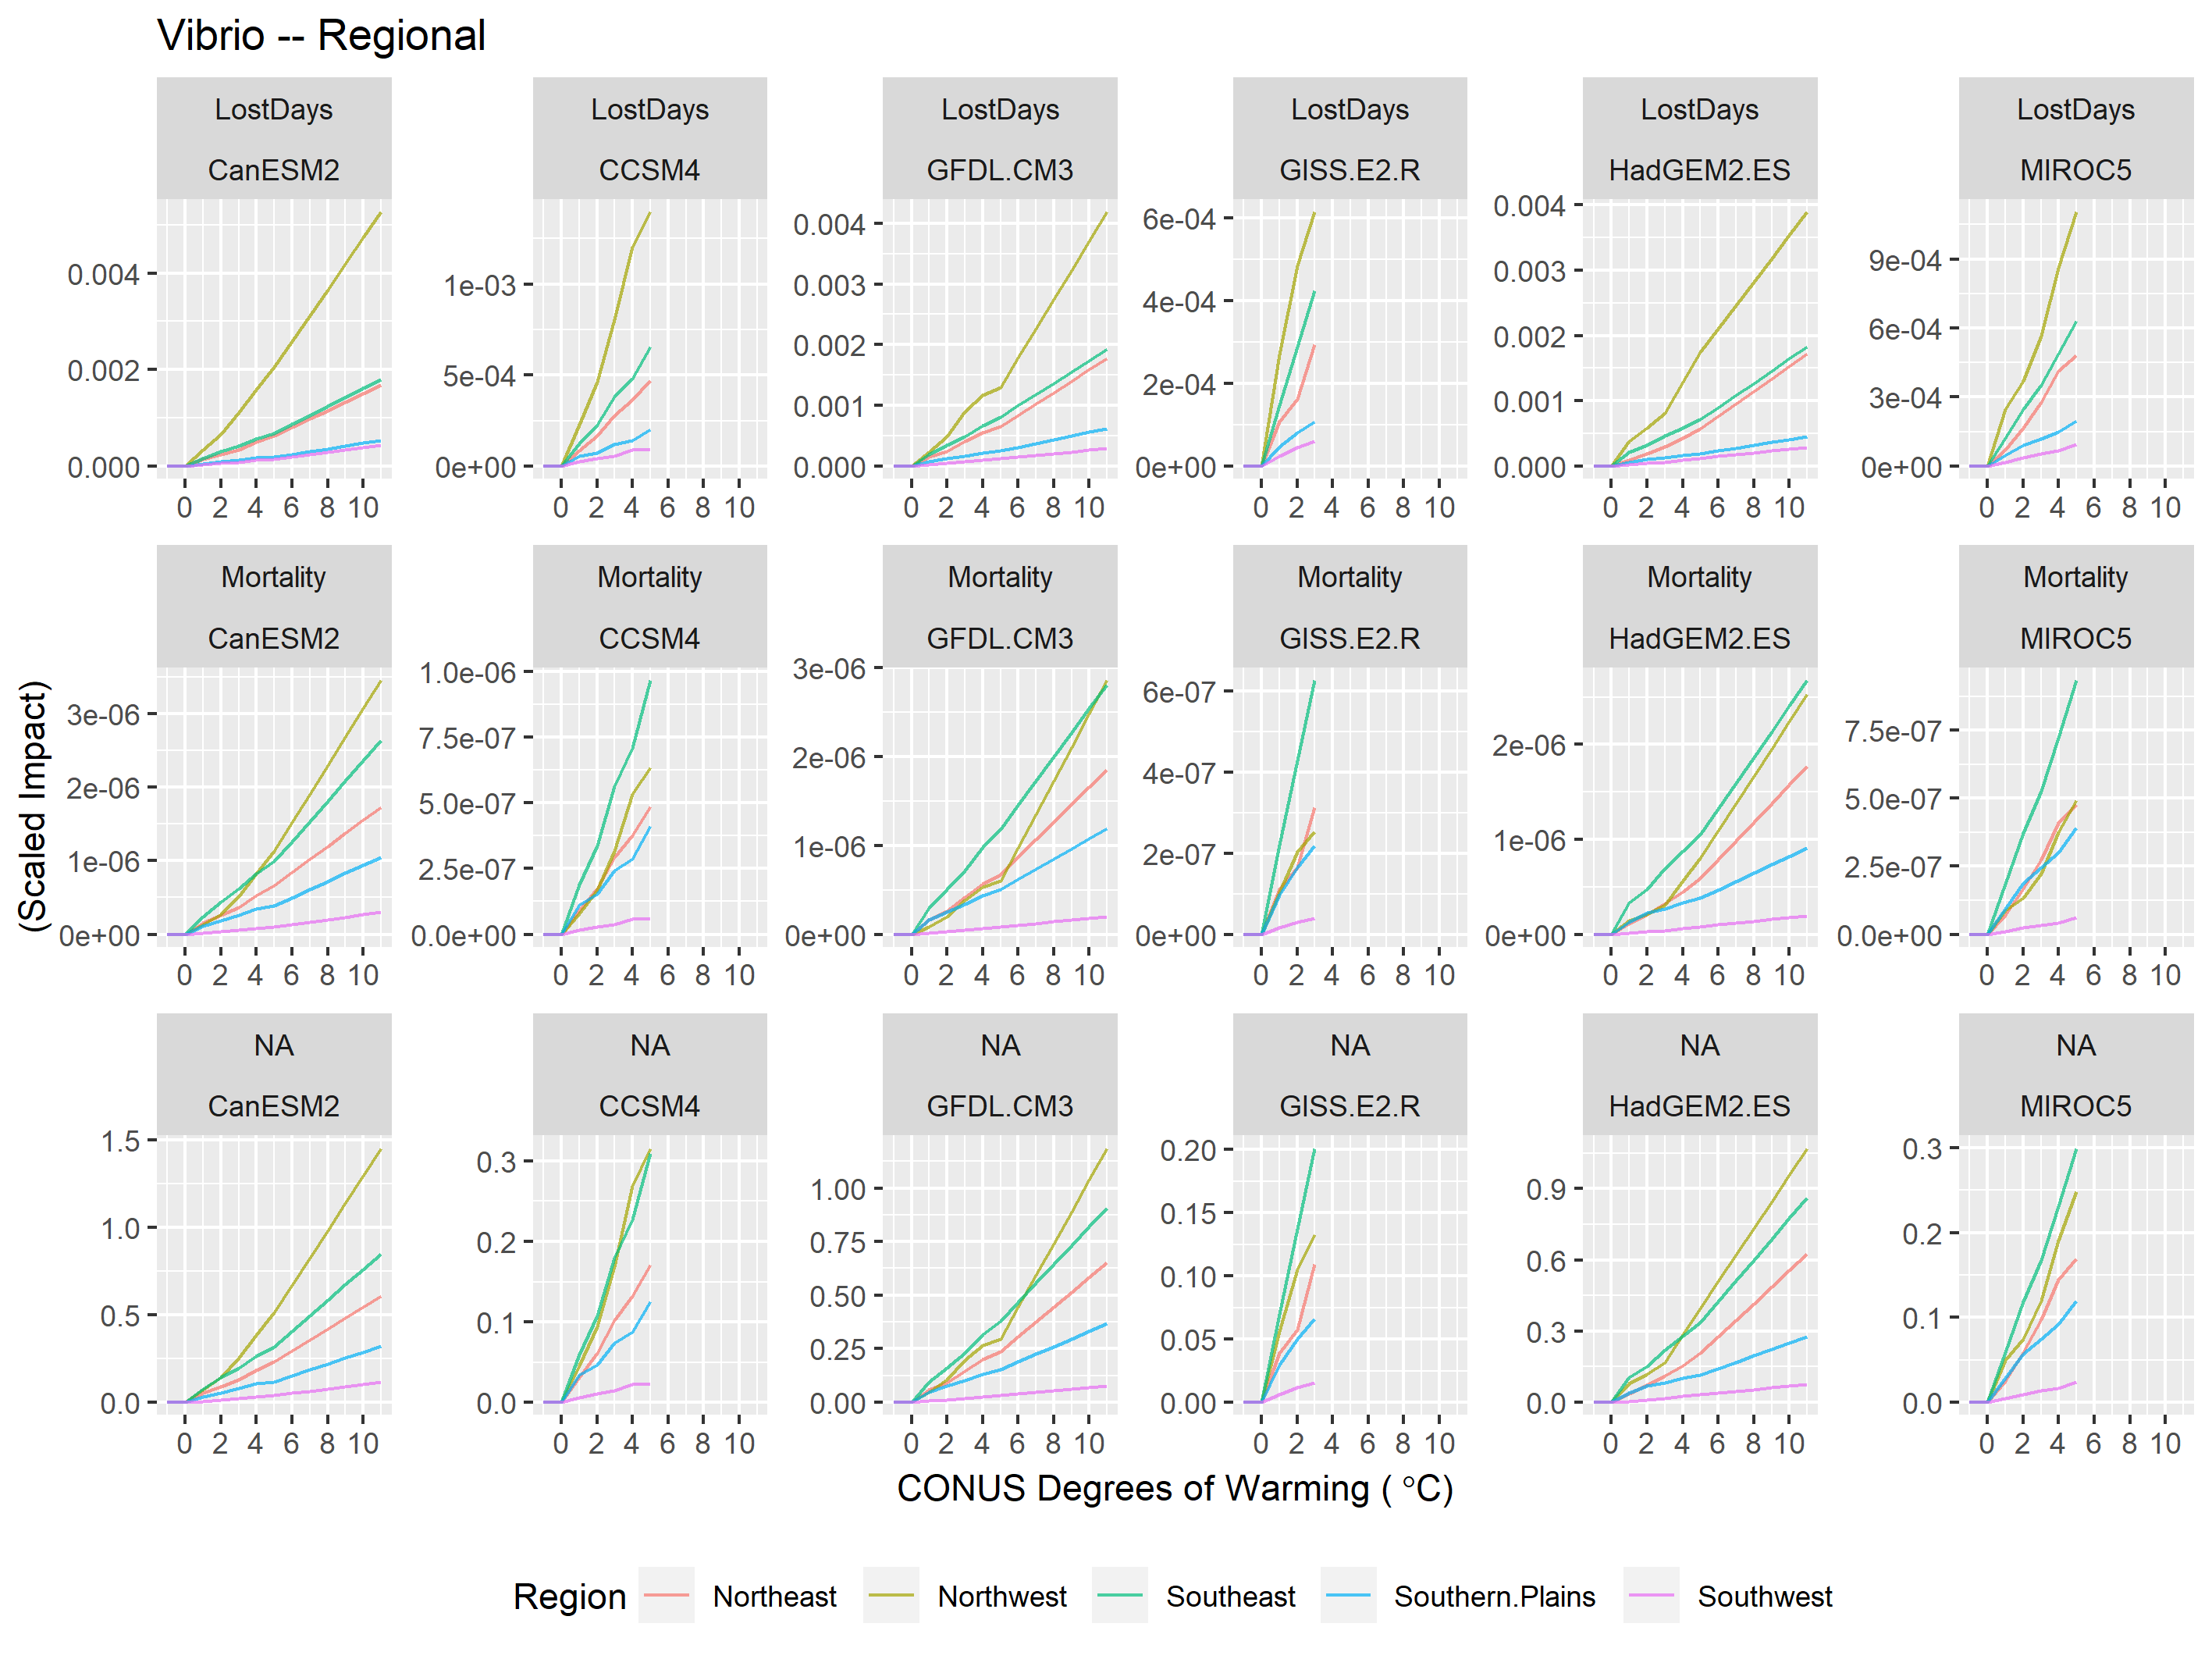 Vibrio -- Regional
LostDays LostDays LostDays LostDays LostDays LostDays
CanESM2 CCSM4 GFDL.CM3 GISS.E2.R HadGEM2.ES MIROC5
0.004
0.002
0.000
1e-03
5e-04
0e+00
0.004
0.003
0.002
0.001
0.000
6e-04
4e-04
2e-04
0e+00
0.004
0.003
0.002
0.001
0.000
9e-04
6e-04
3e-04
0e+00
0 2 4 6 8 10 0 2 4 6 8 10 0 2 4 6 8 10 0 2 4 6 8 10 0 2 4 6 8 10 0 2 4 6 8 10
Mortality Mortality Mortality Mortality Mortality Mortality
CanESM2 CCSM4 GFDL.CM3 GISS.E2.R HadGEM2.ES MIROC5
(Scaled Impact)
3e-06
2e-06
1e-06
0e+00
1.0e-06
7.5e-07
5.0e-07
2.5e-07
0.0e+00
3e-06
2e-06
1e-06
0e+00
6e-07
4e-07
2e-07
0e+00
2e-06
1e-06
0e+00
7.5e-07
5.0e-07
2.5e-07
0.0e+00
0 2 4 6 8 10 0 2 4 6 8 10 0 2 4 6 8 10 0 2 4 6 8 10 0 2 4 6 8 10 0 2 4 6 8 10
NA NA NA NA NA NA
CanESM2 CCSM4 GFDL.CM3 GISS.E2.R HadGEM2.ES MIROC5
1.5
1.0
0.5
0.0
0.3
0.2
0.1
0.0
1.00
0.75
0.50
0.25
0.00
0.20
0.15
0.10
0.05
0.00
0.9
0.6
0.3
0.0
0.3
0.2
0.1
0.0
0 2 4 6 8 10 0 2 4 6 8 10 0 2 4 6 8 10 0 2 4 6 8 10 0 2 4 6 8 10 0 2 4 6 8 10
CONUS Degrees of Warming ( °C)
Region Northeast Northwest Southeast Southern.Plains Southwest